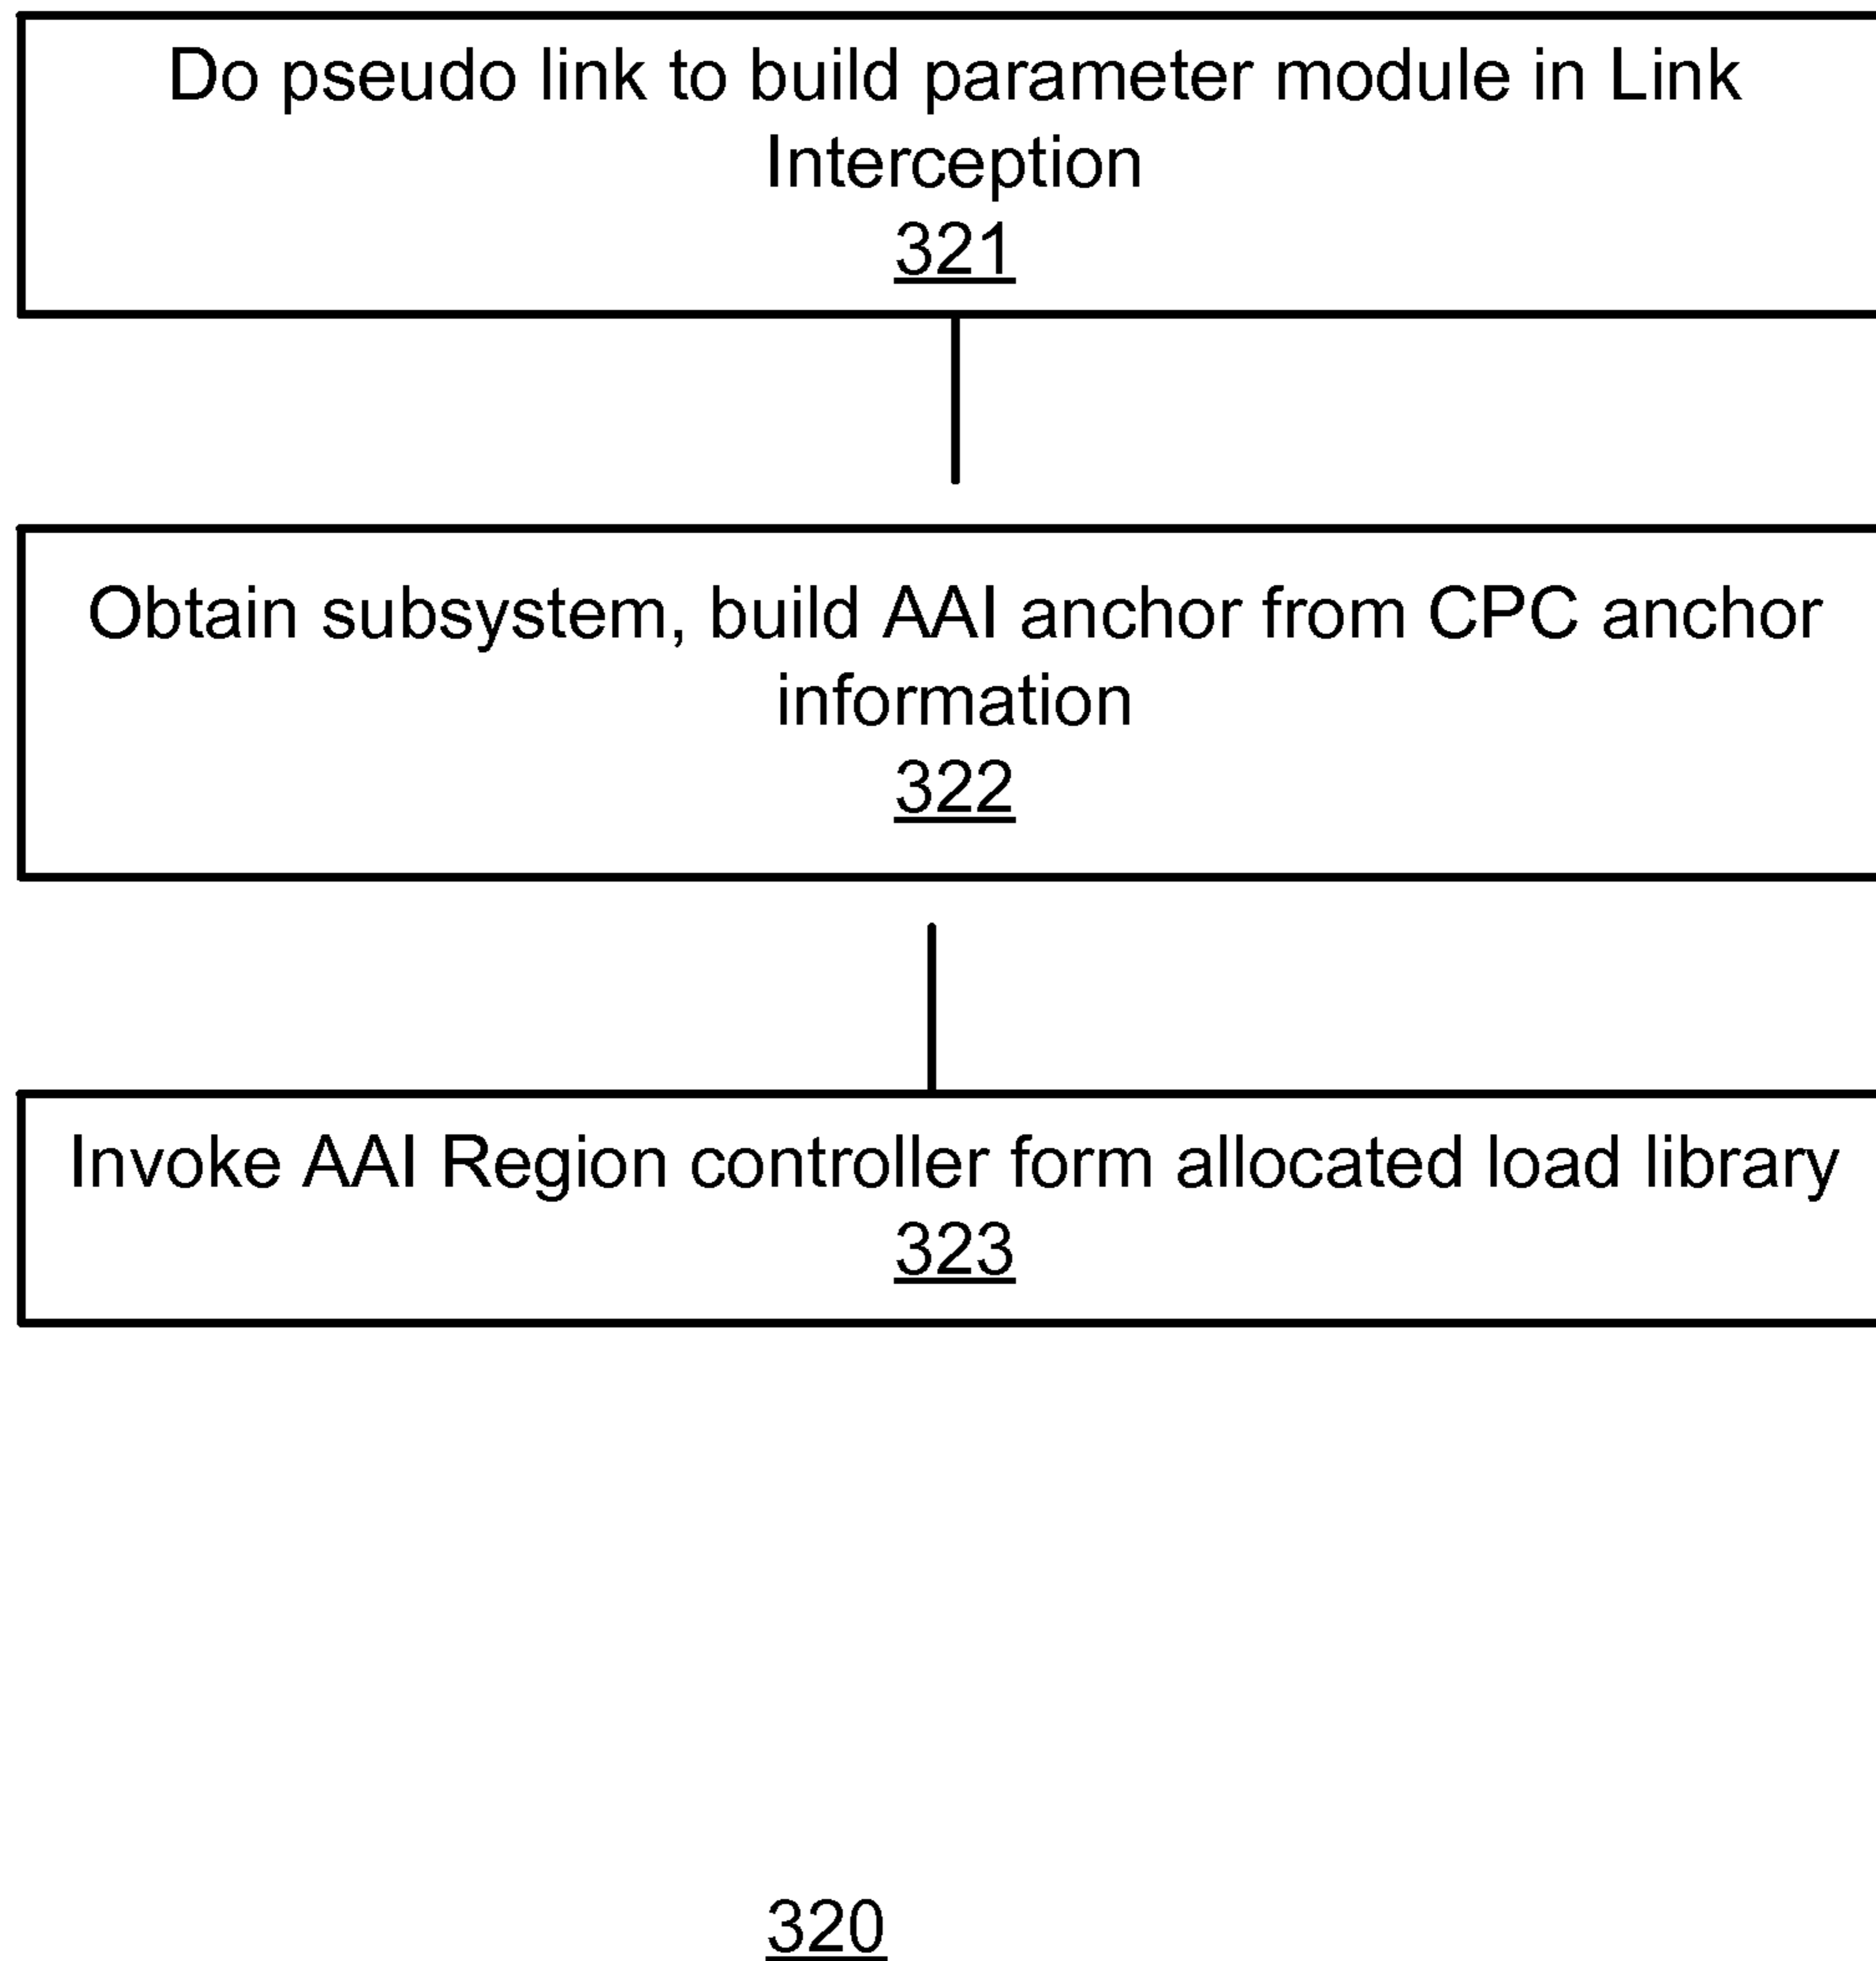 Do pseudo link to build parameter module in Link
Interception
321
Obtain subsystem, build AAI anchor from CPC anchor
information
322
Invoke AAI Region controller form allocated load library
323
320